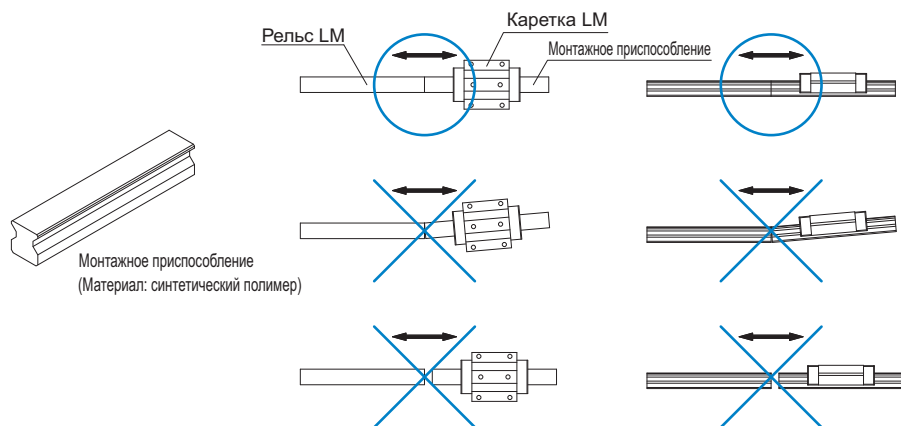 Рельс LM
Каретка LM
Монтажное приспособление
Монтажное приспособление
(Материал: синтетический полимер)